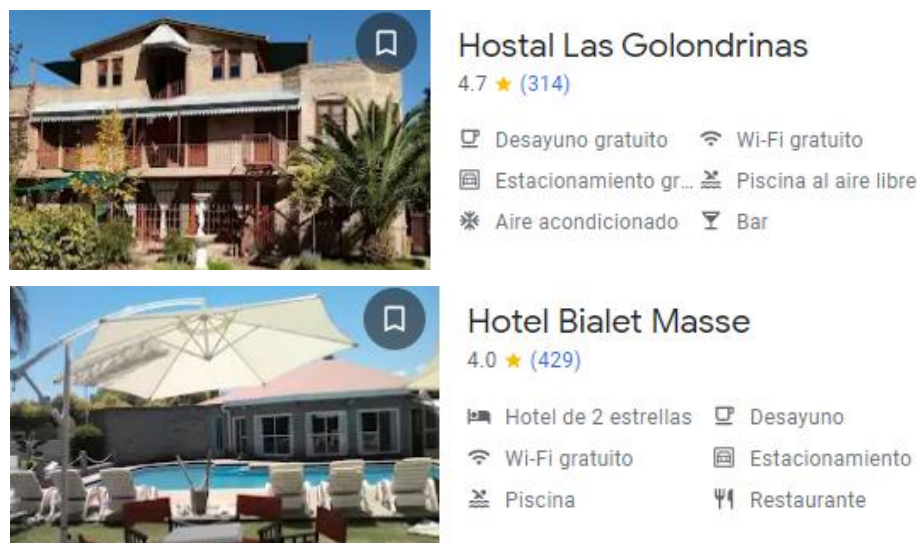 Hostal Las Golondrinas
4.7 ★ (314)
Desayuno gratuito Wi-Fi gratuito
Estacionamiento gr... Piscina al aire libre
Aire acondicionado Bar
Hotel Bialet Masse
4.0 ★ (429)
Hotel de 2 estrellas Desayuno
Wi-Fi gratuito Estacionamiento
Piscina Restaurante